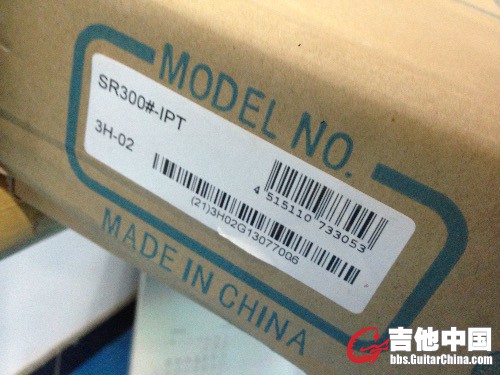 MODEL NO.
SR300#-IPT
3H-02
4 515110 733053
(21)3H02G13077006
MADE IN CHINA
吉他中国
bbs.GuitarChina.com